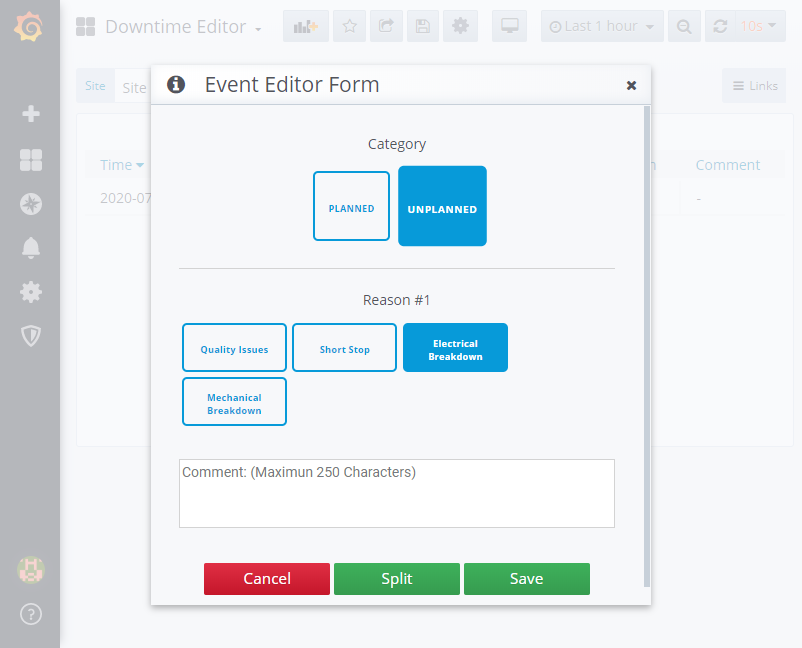 Downtime Editor
Last 1 hour
10s
Site
Site
Links
Event Editor Form
Category
PLANNED
UNPLANNED
Reason #1
Quality Issues
Short Stop
Electrical
Breakdown
Mechanical
Breakdown
Comment: (Maximun 250 Characters)
Cancel
Split
Save
Time
Comment
2020-07
-
?